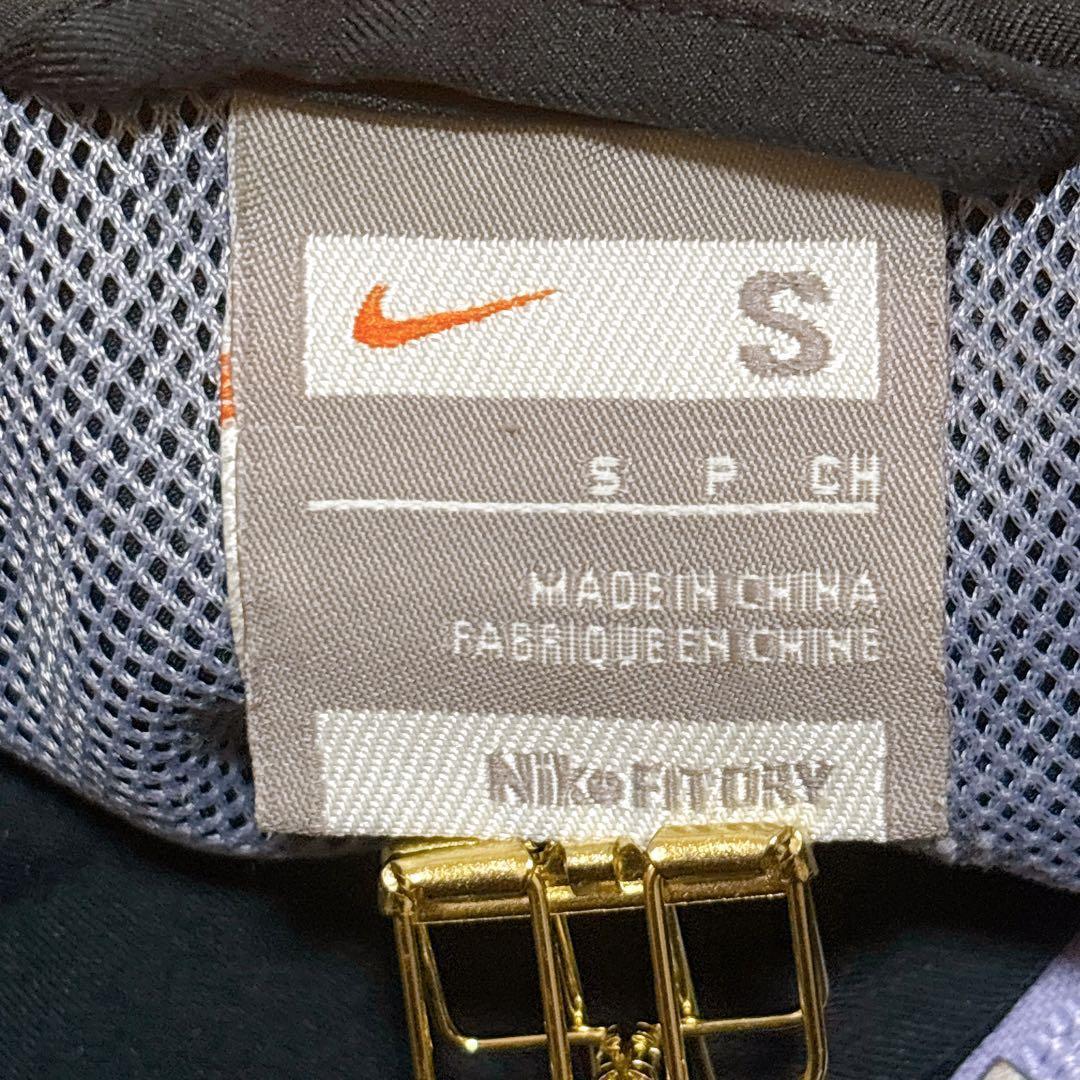 S
S P CH
MADE IN CHINA
FABRIQUE EN CHINE
Nike FIT DRY